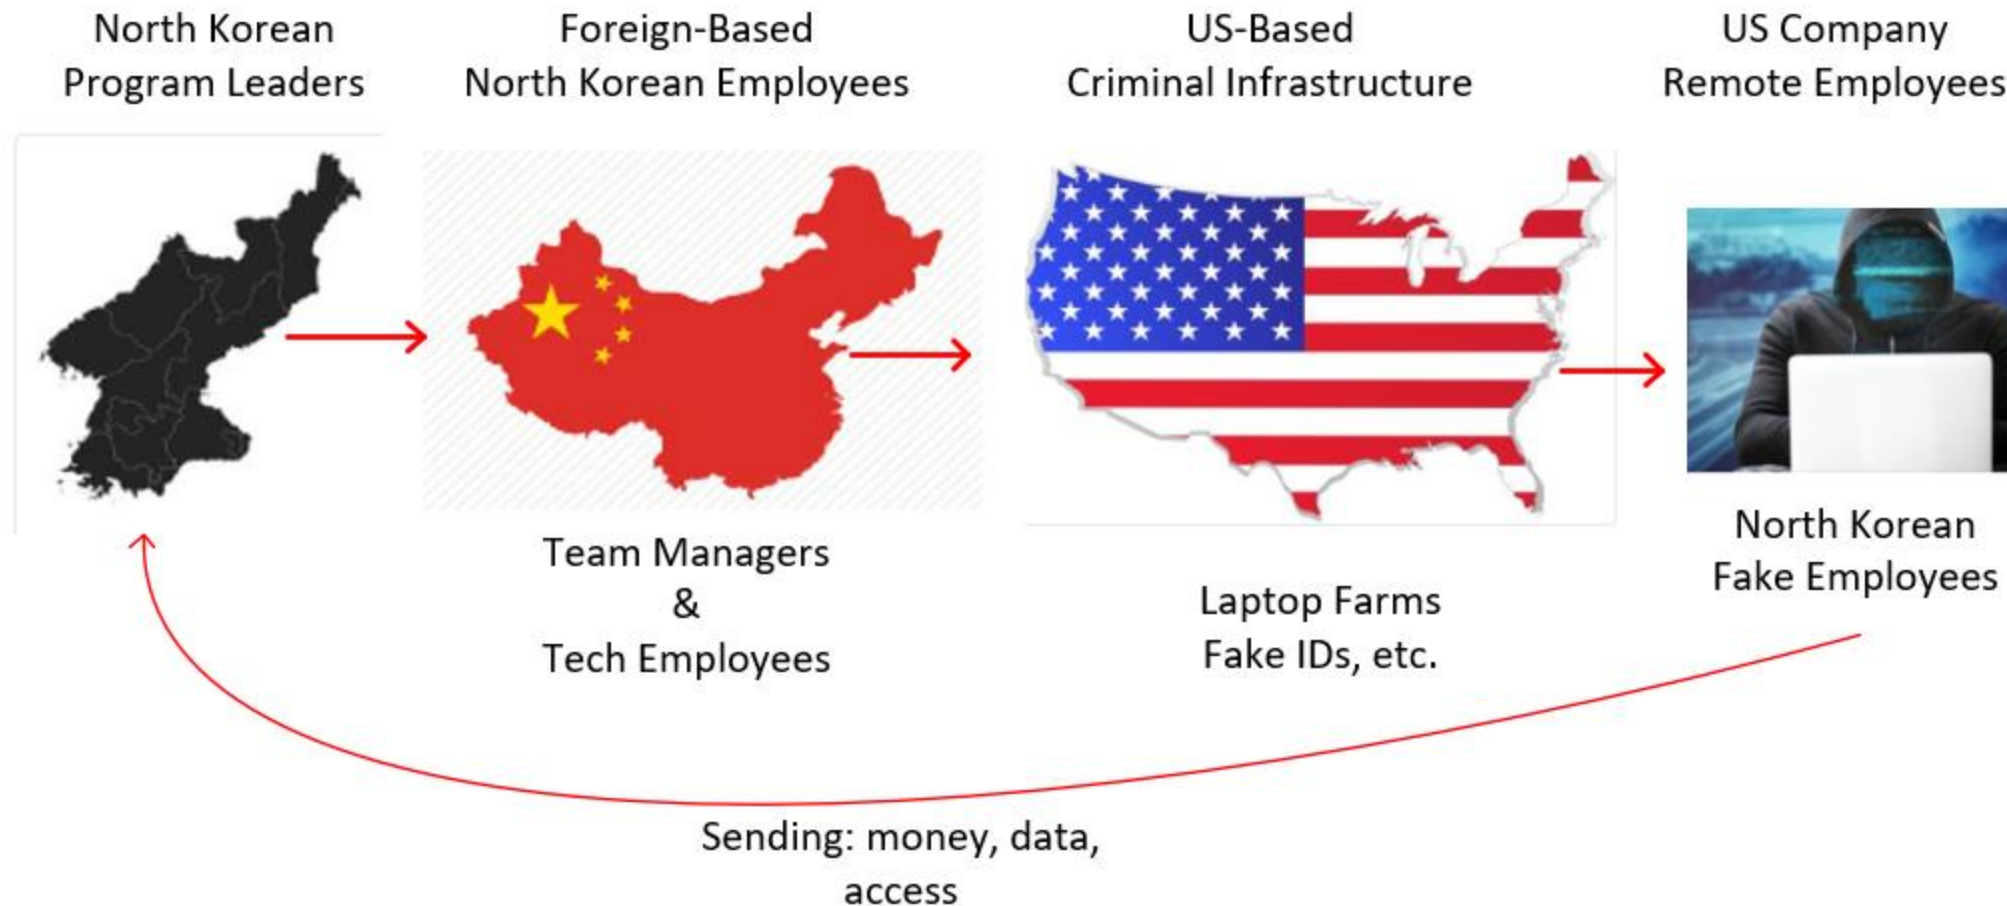 North Korean
Program Leaders
Foreign-Based
North Korean Employees
US-Based
Criminal Infrastructure
US Company
Remote Employees
Team Managers
&
Tech Employees
Laptop Farms
Fake IDs, etc.
North Korean
Fake Employees
Sending: money, data,
access